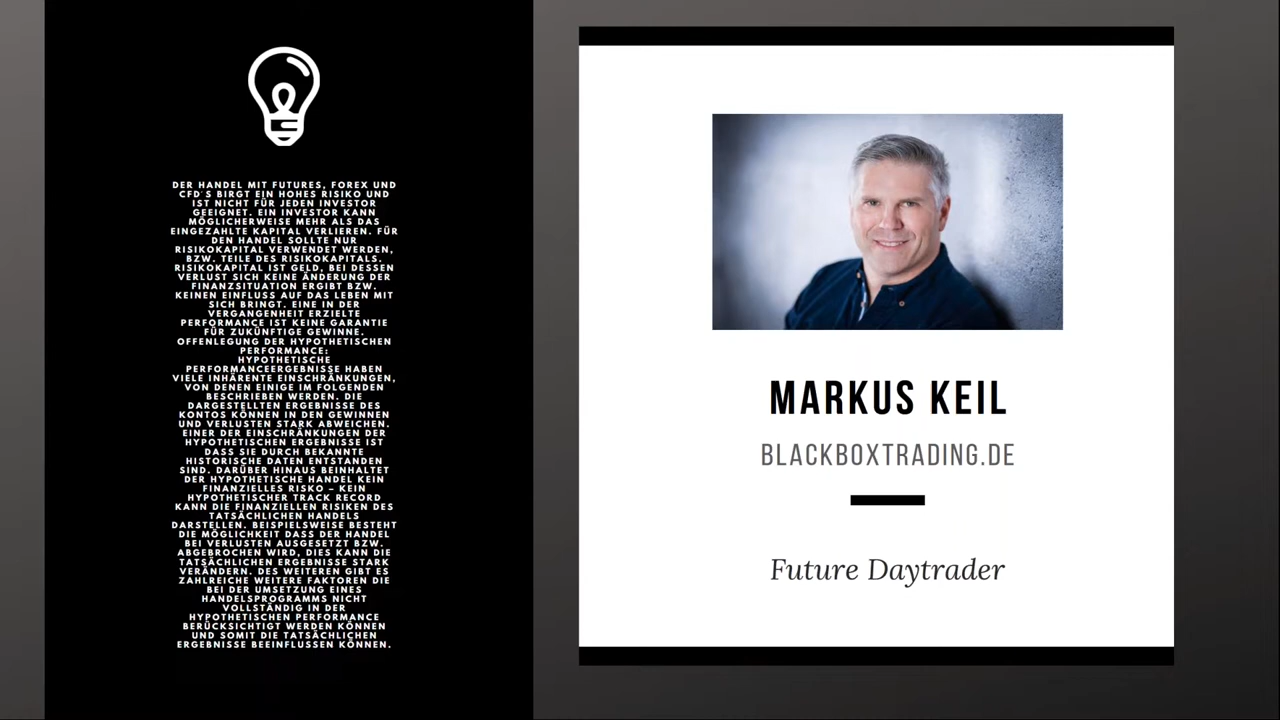 DER HANDEL MIT FUTURES, FOREX UND
CFD'S BIRGT EIN HOHES RISIKO UND
IST NICHT FÜR JEDEN INVESTOR
GEEIGNET. EIN INVESTOR KANN
MÖGLICHERWEISE MEHR ALS DAS
EINGEZAHLTE KAPITAL VERLIEREN. FÜR
DEN HANDEL SOLLTE NUR
RISIKOKAPITAL VERWENDET WERDEN,
BZW. TEILE DES RISIKOKAPITALS.
RISIKOKAPITAL IST GELD, BEI DESSEN
VERLUST SICH KEINE ÄNDERUNG DER
FINANZSITUATION ERGIBT BZW.
KEINEN EINFLUSS AUF DAS LEBEN MIT
SICH BRINGT. EINE IN DER
VERGANGENHEIT ERZIELTE
PERFORMANCE IST KEINE GARANTIE
FÜR ZUKÜNFTIGE GEWINNE.
OFFENLEGUNG DER HYPOTHETISCHEN
PERFORMANCE:
HYPOTHETISCHE
PERFORMANCEERGEBNISSE HABEN
VIELE INHÄRENTE EINSCHRÄNKUNGEN,
VON DENEN EINIGE IM FOLGENDEN
BESCHRIEBEN WERDEN. DIE
DARGESTELLTEN ERGEBNISSE DES
KONTOS KÖNNEN IN DEN GEWINNEN
UND VERLUSTEN STARK ABWEICHEN.
EINER DER EINSCHRÄNKUNGEN DER
HYPOTHETISCHEN ERGEBNISSE IST
DASS SIE DURCH BEKANNTE
HISTORISCHE DATEN ENTSTANDEN
SIND. DARÜBER HINAUS BEINHALTET
DER HYPOTHETISCHE HANDEL KEIN
FINANZIELLES RISKO – KEIN
HYPOTHETISCHER TRACK RECORD
KANN DIE FINANZIELLEN RISIKEN DES
TATSÄCHLICHEN HANDELS
DARSTELLEN. BEISPIELSWEISE BESTEHT
DIE MÖGLICHKEIT DASS DER HANDEL
BEI VERLUSTEN AUSGESETZT BZW.
ABGEBROCHEN WIRD, DIES KANN DIE
TATSÄCHLICHEN ERGEBNISSE STARK
VERÄNDERN. DES WEITEREN GIBT ES
ZAHLREICHE WEITERE FAKTOREN DIE
BEI DER UMSETZUNG EINES
HANDELSPROGRAMMS NICHT
VOLLSTÄNDIG IN DER
HYPOTHETISCHEN PERFORMANCE
BERÜCKSICHTIGT WERDEN KÖNNEN
UND SOMIT DIE TATSÄCHLICHEN
ERGEBNISSE BEEINFLUSSEN KÖNNEN.
MARKUS KEIL
BLACKBOXTRADING.DE
Future Daytrader